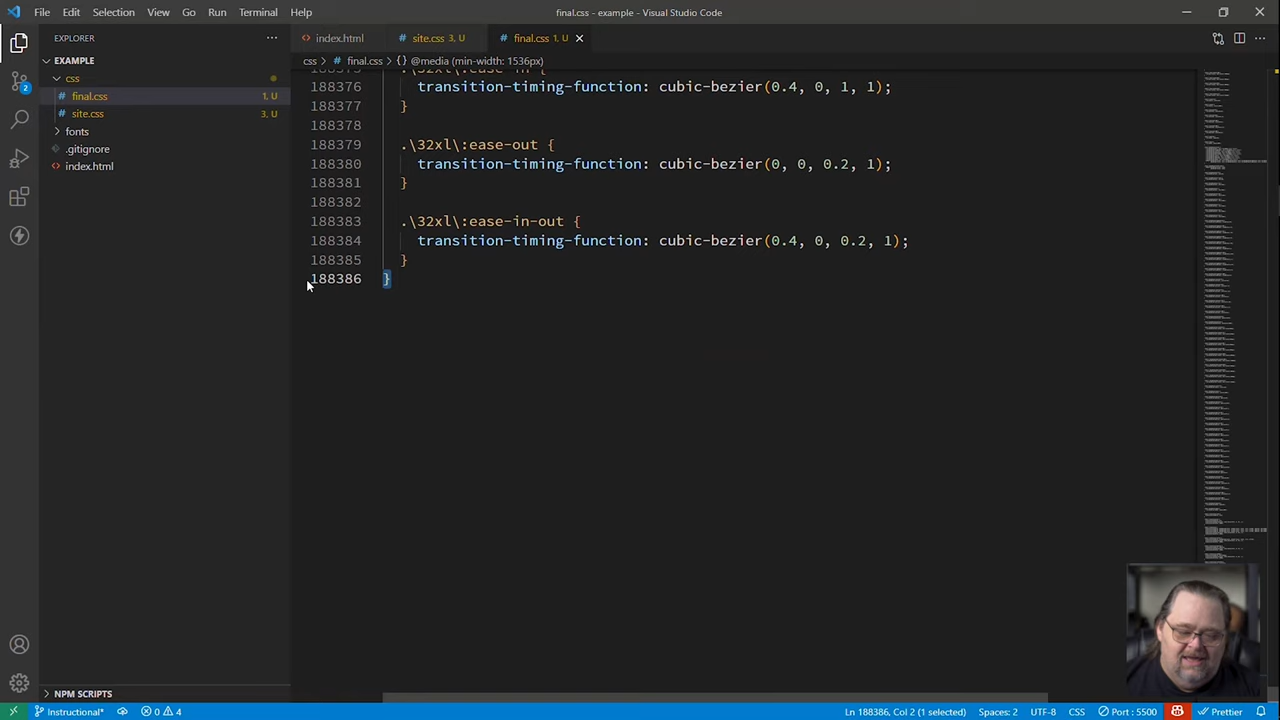 File Edit Selection View Go Run Terminal Help
final.css - example - Visual Studio Code
EXPLORER
EXAMPLE
css
final.css 1, U
site.css 3, U
fonts
.gitignore
index.html
NPM SCRIPTS
index.html
site.css 3, U
final.css 1, U
css > final.css > {} @media (min-width: 1536px)
188376 transition-timing-function: cubic-bezier(0.4, 0, 1, 1);
188377 }
188378
188379 .\32xl\:ease-out {
188380 transition-timing-function: cubic-bezier(0, 0, 0.2, 1);
188381 }
188382
188383 .\32xl\:ease-in-out {
188384 transition-timing-function: cubic-bezier(0.4, 0, 0.2, 1);
188385 }
188386 }
2
Instructional* 0 4 Ln 188386, Col 2 (1 selected) Spaces: 2 UTF-8 CSS Port : 5500 Prettier